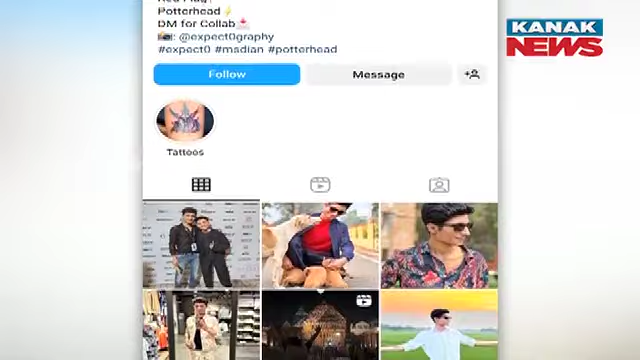 Potterhead⚡
DM for Collab📩
📸: @expect0graphy
#expect0 #madian #potterhead
KANAK
NEWS
Follow
Message
Tattoos